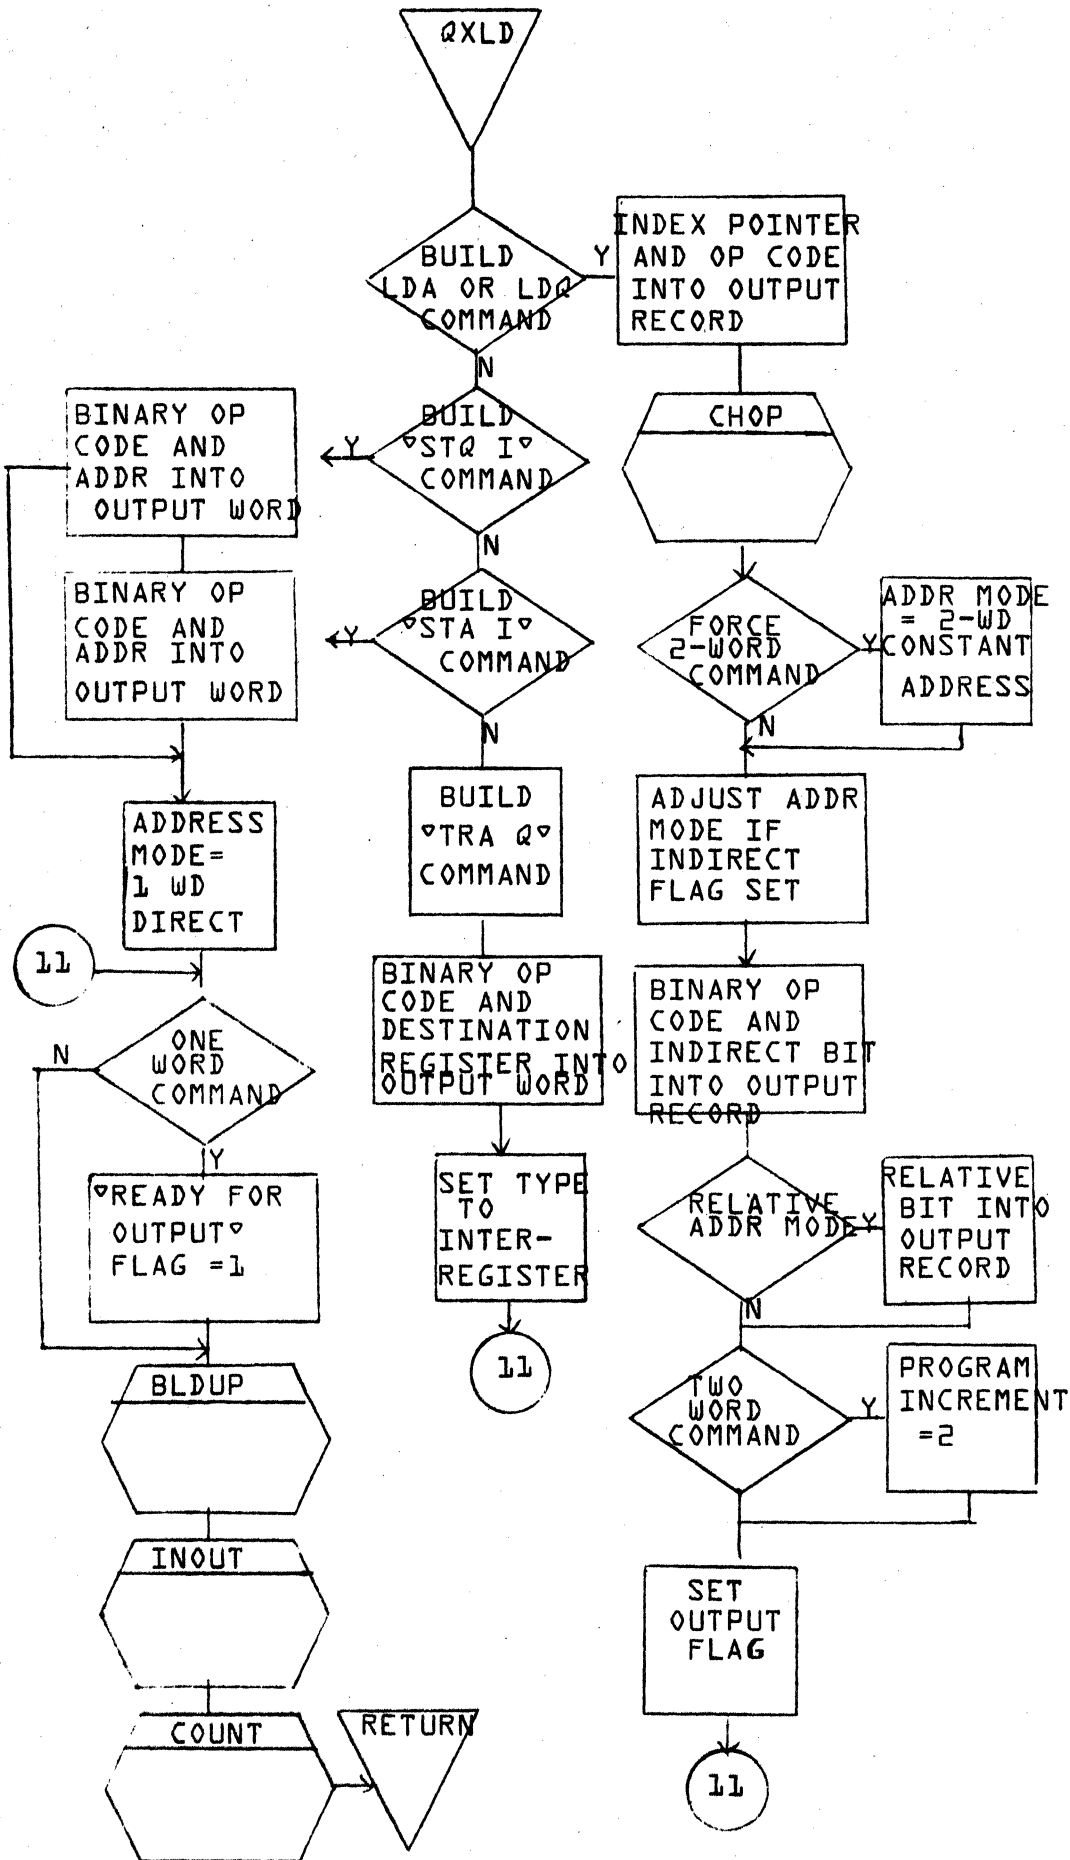 QXLD
BUILD
LDA OR LDQ
COMMAND
Y
INDEX POINTER
AND OP CODE
INTO OUTPUT
RECORD
N
CHOP
BUILD
"STQ I"
COMMAND
Y
BINARY OP
CODE AND
ADDR INTO
OUTPUT WORD
N
BUILD
"STA I"
COMMAND
Y
BINARY OP
CODE AND
ADDR INTO
OUTPUT WORD
N
FORCE
2-WORD
COMMAND
Y
ADDR MODE
= 2-WD
CONSTANT
ADDRESS
N
ADDRESS
MODE=
1 WD
DIRECT
BUILD
"TRA Q"
COMMAND
ADJUST ADDR
MODE IF
INDIRECT
FLAG SET
11
ONE
WORD
COMMAND
N
Y
BINARY OP
CODE AND
DESTINATION
REGISTER INTO
OUTPUT WORD
BINARY OP
CODE AND
INDIRECT BIT
INTO OUTPUT
RECORD
"READY FOR
OUTPUT"
FLAG =1
SET TYPE
TO
INTER-
REGISTER
11
RELATIVE
ADDR MODE
Y
RELATIVE
BIT INTO
OUTPUT
RECORD
N
BLDUP
TWO
WORD
COMMAND
Y
PROGRAM
INCREMENT
=2
INOUT
SET
OUTPUT
FLAG
COUNT
RETURN
11